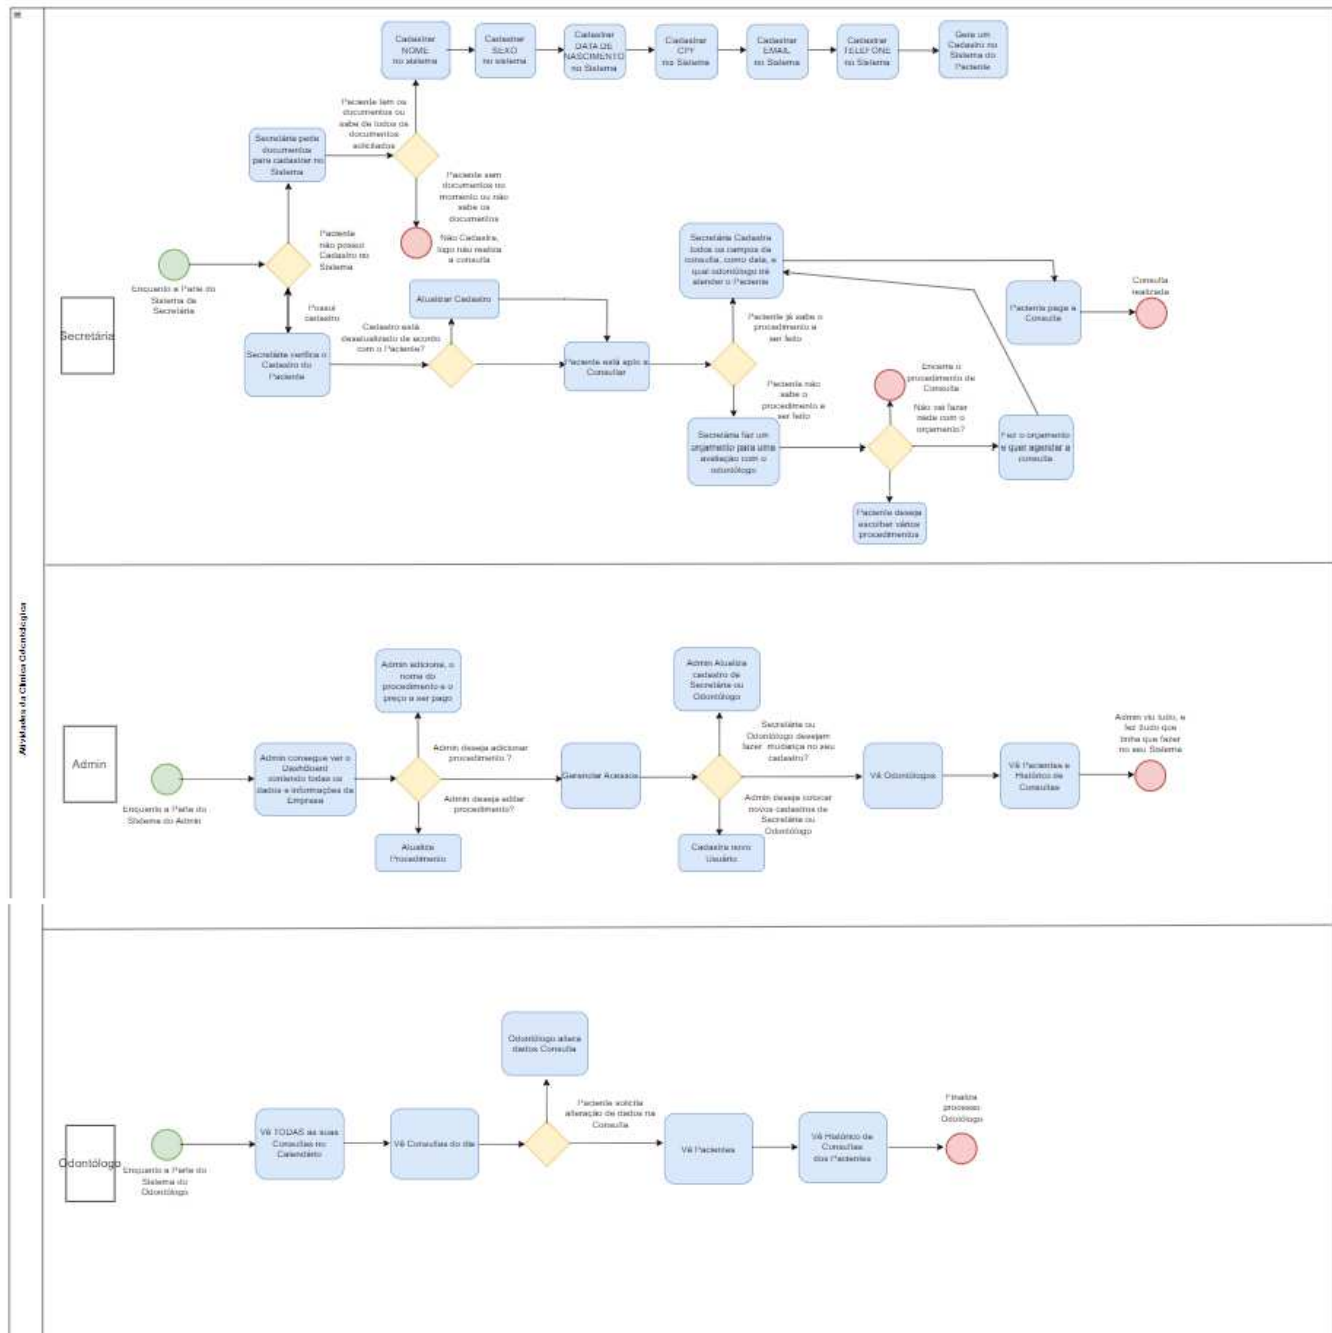 Atividades da Clínica Odontológica
Secretária
Enquanto a Parte do
Sistema de
Secretária
Paciente
não possui
Cadastro no
Sistema
Possui
cadastro
Secretária pede
documentos
para cadastrar no
Sistema
Paciente tem os
documentos ou
sabe de todos os
documentos
solicitados
Paciente sem
documentos no
momento ou não
sabe os
documentos
Não Cadastra,
logo não realiza
a consulta
Cadastrar
NOME
no sistema
Cadastrar
SEXO
no sistema
Cadastrar
DATA DE
NASCIMENTO
no Sistema
Cadastrar
CPF
no Sistema
Cadastrar
EMAIL
no Sistema
Cadastrar
TELEFONE
no Sistema
Gera um
Cadastro no
Sistema do
Paciente
Secretária verifica o
Cadastro do
Paciente
Cadastro está
desatualizado de acordo
com o Paciente?
Atualizar Cadastro
Paciente está apto a
Consultar
Paciente já sabe o
procedimento a
ser feito
Paciente não
sabe o
procedimento a
ser feito
Secretária Cadastra
todos os campos da
consulta, como data, e
qual odontólogo irá
atender o Paciente
Secretária faz um
orçamento para uma
avaliação com o
odontólogo
Encerra o
procedimento de
Consulta
Não vai fazer
nada com o
orçamento?
Paciente deseja
escolher vários
procedimentos
Fez o orçamento
e quer agendar a
consulta
Paciente paga a
Consulta
Consulta
realizada
Admin
Enquanto a Parte do
Sistema do Admin
Admin consegue ver o
DashBoard
contendo todas os
dados e informações da
Empresa
Admin adiciona, o
nome do
procedimento e o
preço a ser pago
Admin deseja adicionar
procedimento ?
Admin deseja editar
procedimento?
Atualiza
Procedimento
Gerenciar Acessos
Admin Atualiza
cadastro de
Secretária ou
Odontólogo
Secretária ou
Odontólogo desejam
fazer mudança no seu
cadastro?
Admin deseja colocar
novos cadastros de
Secretária ou
Odontólogo
Cadastra novo
Usuário
Vê Odontólogos
Vê Pacientes e
Histórico de
Consultas
Admin viu tudo, e
fez tudo que
tinha que fazer
no seu Sistema
Odontólogo
Enquanto a Parte do
Sistema do
Odontólogo
Vê TODAS as suas
Consultas no
Calendário
Vê Consultas do dia
Odontólogo altera
dados Consulta
Paciente solicita
alteração de dados na
Consulta
Vê Pacientes
Vê Histórico de
Consultas
dos Pacientes
Finaliza
processo
Odontólogo